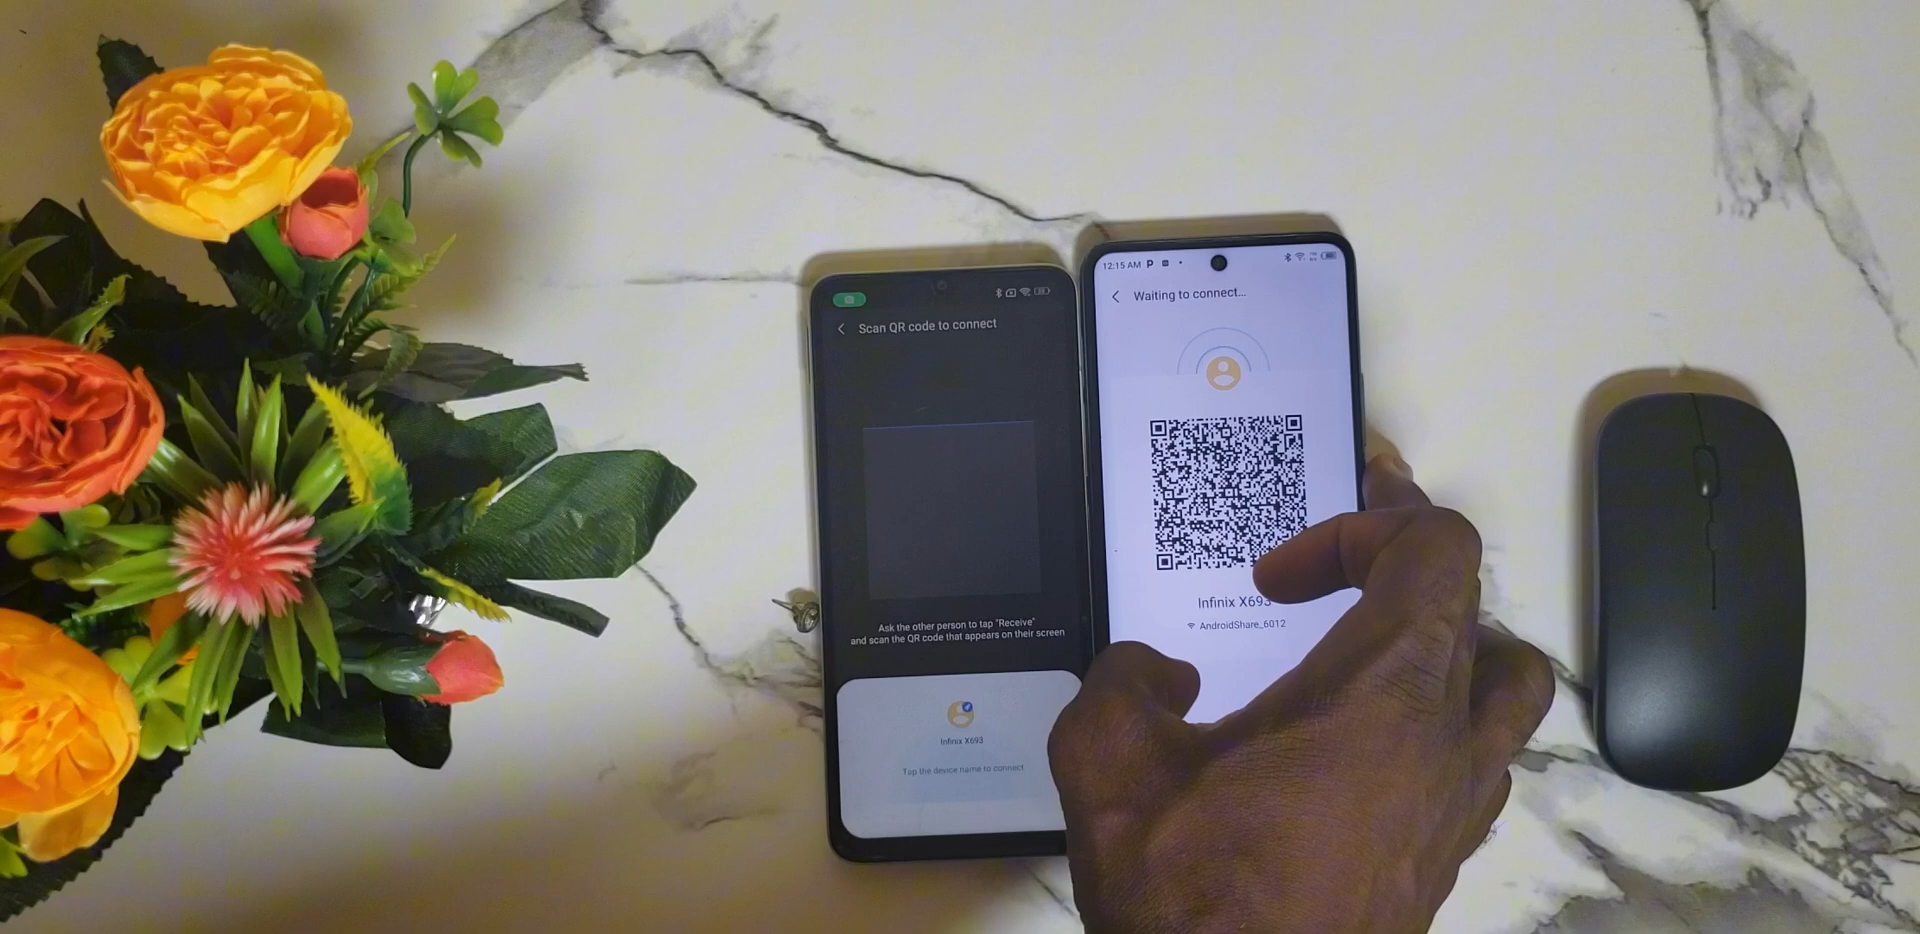 Scan QR code to connect
Ask the other person to tap "Receive"
and scan the QR code that appears on their screen
Infinix X693
Tap the device name to connect
12:15 AM
Waiting to connect...
Infinix X693
AndroidShare_6012